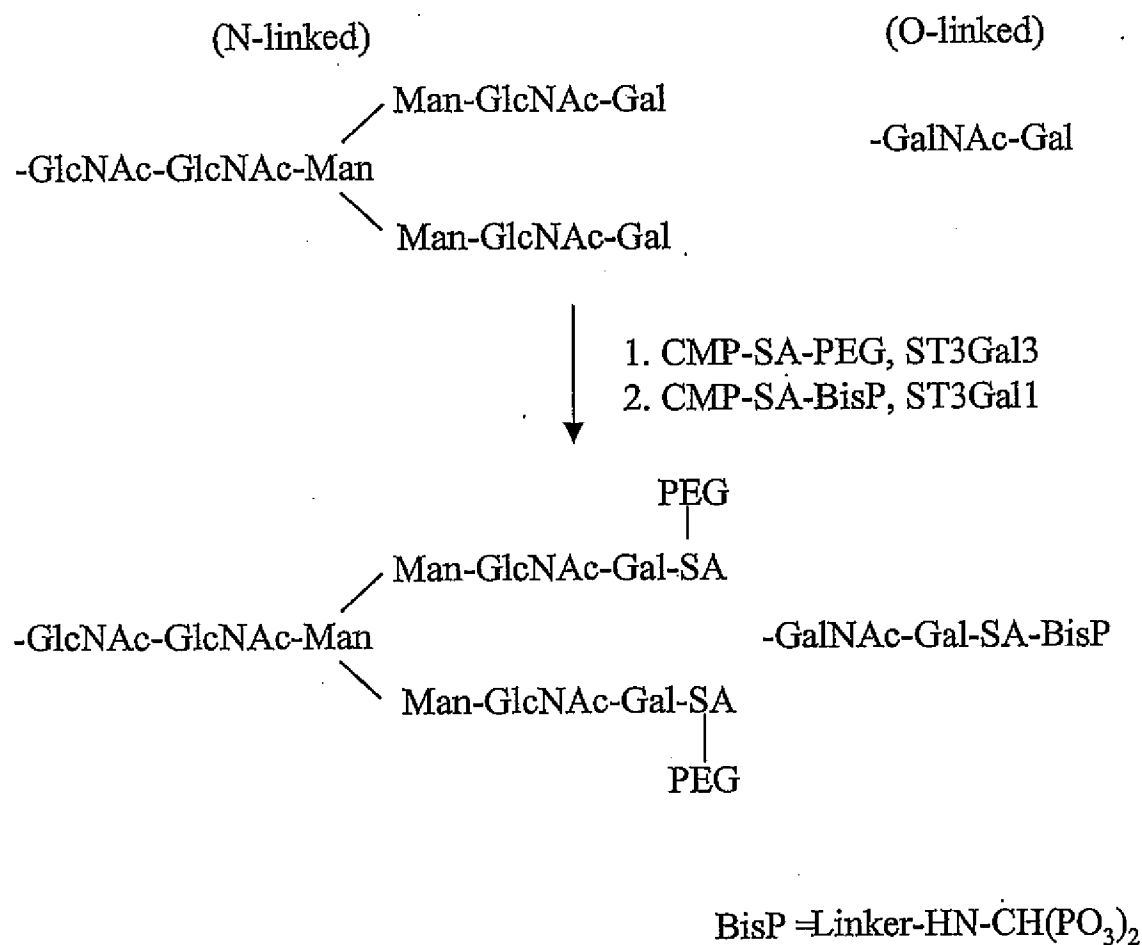 (N-linked)
(O-linked)
Man-GlcNAc-Gal
-GalNAc-Gal
-GlcNAc-GlcNAc-Man
Man-GlcNAc-Gal
1. CMP-SA-PEG, ST3Gal3
2. CMP-SA-BisP, ST3Gal1
PEG
Man-GlcNAc-Gal-SA
-GlcNAc-GlcNAc-Man
-GalNAc-Gal-SA-BisP
Man-GlcNAc-Gal-SA
PEG
BisP =Linker-HN-CH(PO₃)₂